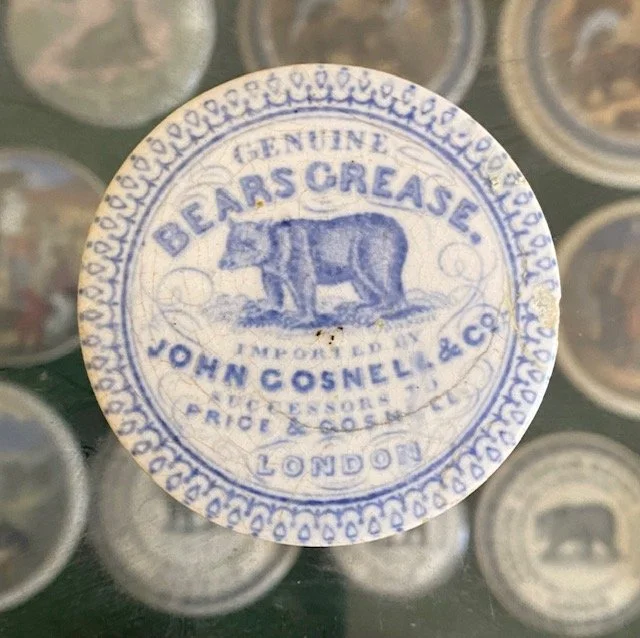 GENUINE
BEARS GREASE.
IMPORTED BY
JOHN GOSNELL & Co
SUCCESSORS TO
PRICE & GOSNELL
LONDON